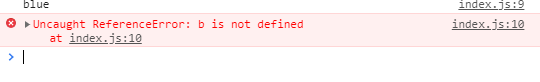 blue index.js:9
Uncaught ReferenceError: b is not defined index.js:10
at index.js:10